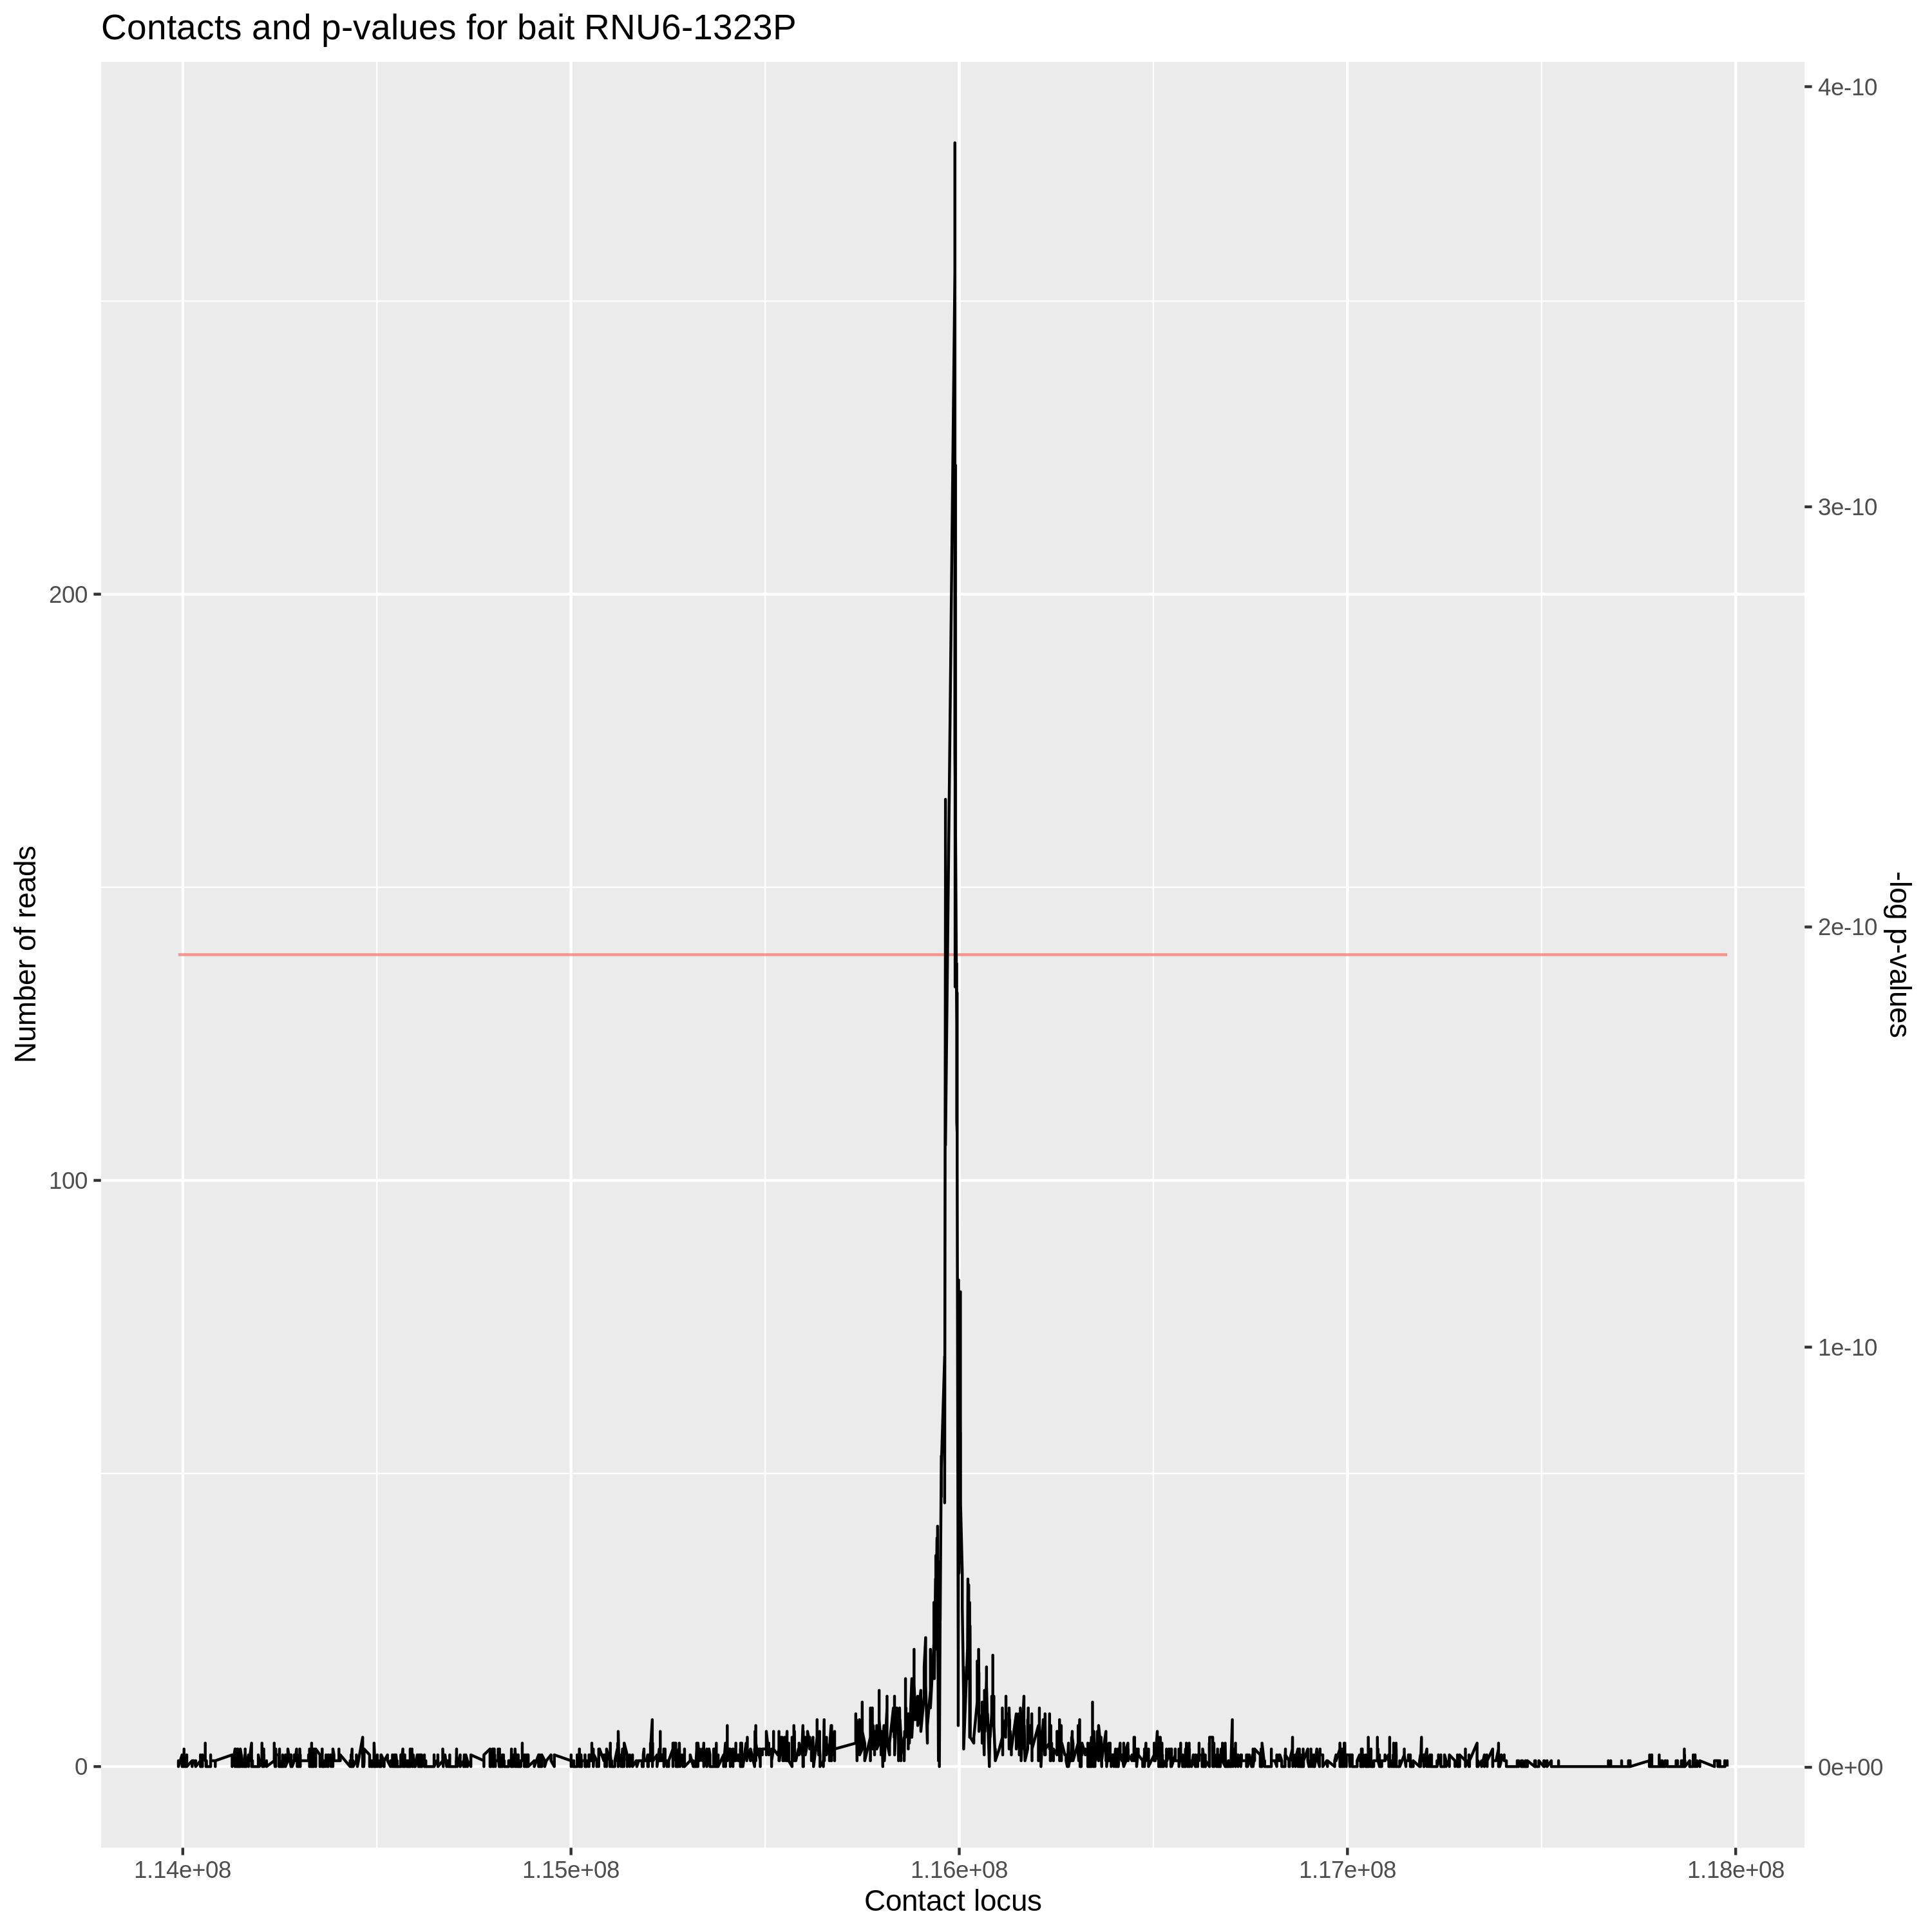 Contacts and p-values for bait RNU6-1323P
Number of reads
200
100
0
4e-10
3e-10
2e-10
1e-10
0e+00
-log p-values
1.14e+08
1.15e+08
1.16e+08
1.17e+08
1.18e+08
Contact locus